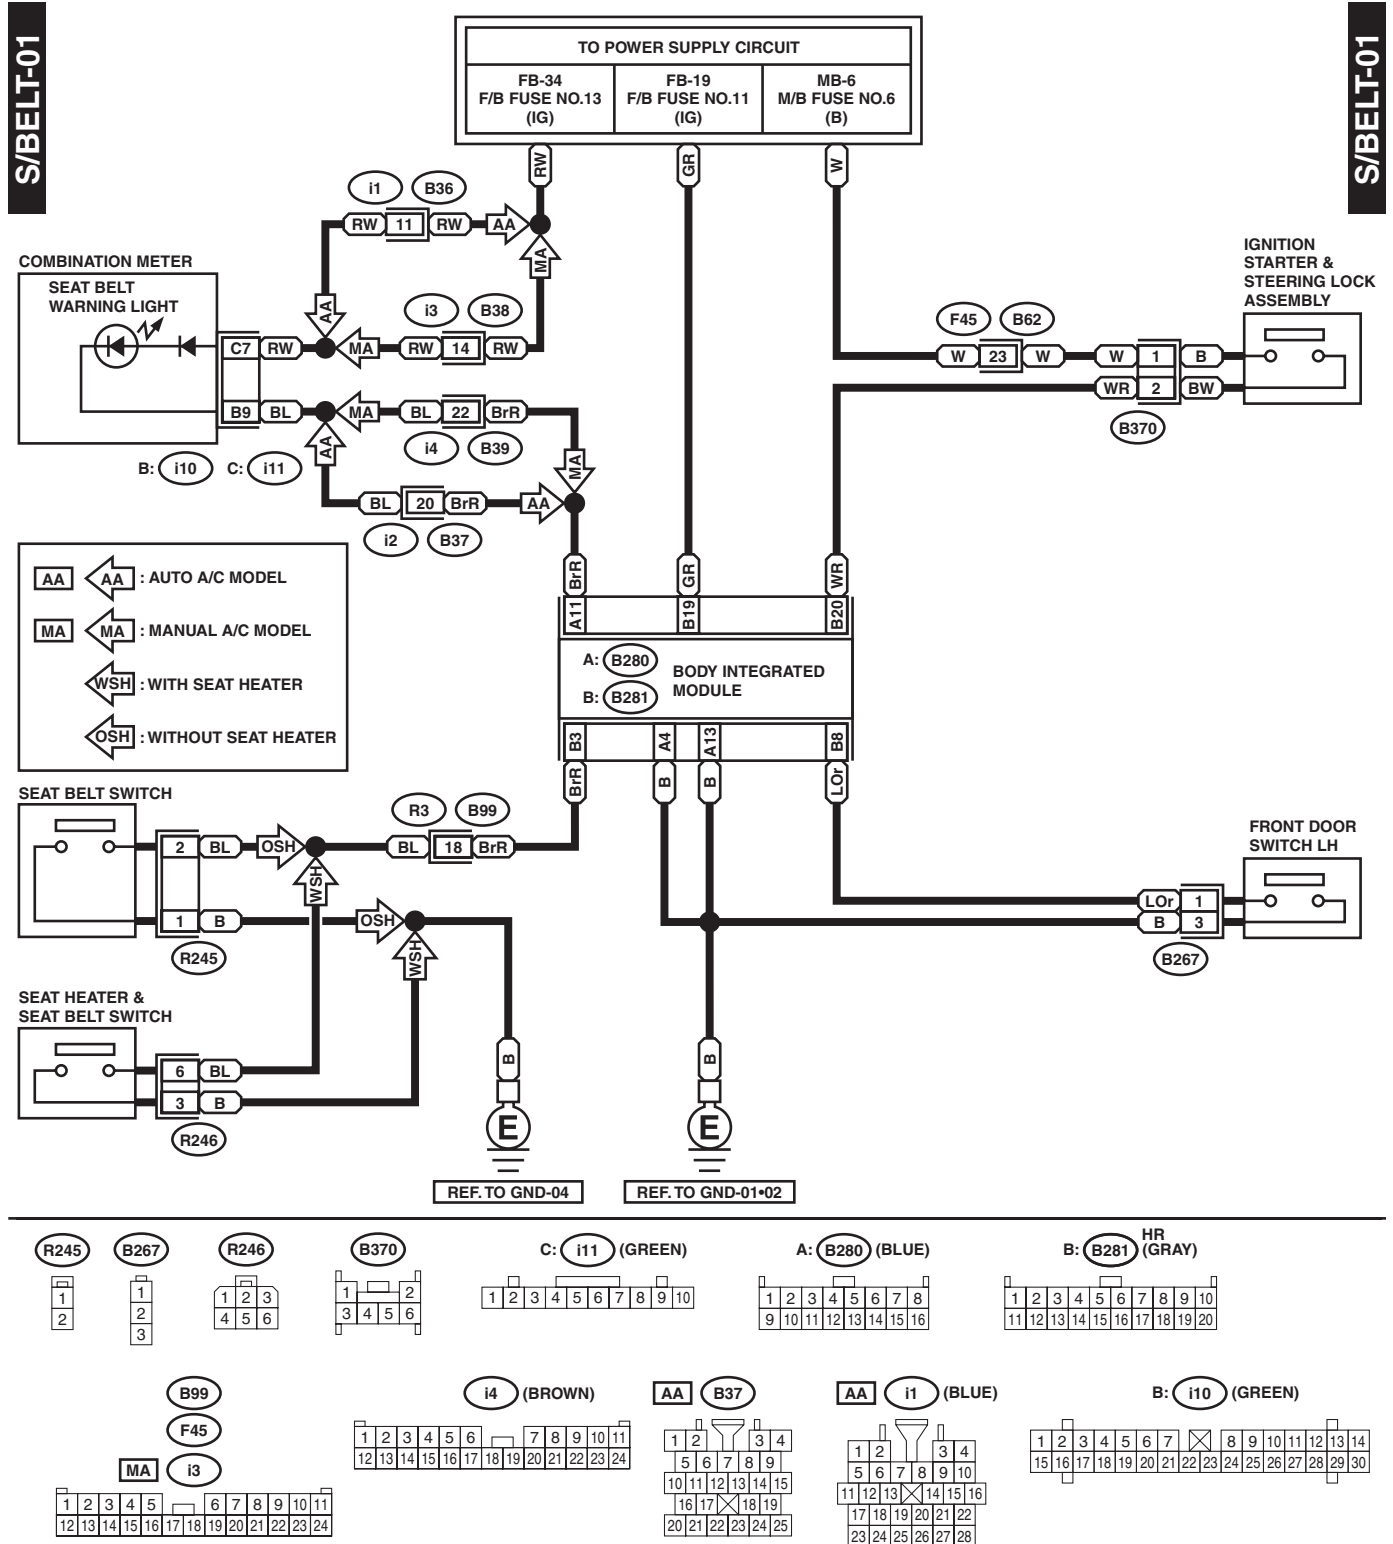 S/BELT-01
S/BELT-01
TO POWER SUPPLY CIRCUIT
FB-34
F/B FUSE NO.13
(IG)
FB-19
F/B FUSE NO.11
(IG)
MB-6
M/B FUSE NO.6
(B)
RW
GR
W
i1 B36
RW 11 RW AA
MA
AA
i3 B38
MA RW 14 RW
COMBINATION METER
SEAT BELT
WARNING LIGHT
C7 RW
B9 BL
MA BL 22 BrR
AA
i4 B39
MA
B: i10 C: i11
BL 20 BrR AA
i2 B37
IGNITION
STARTER &
STEERING LOCK
ASSEMBLY
F45 B62
W 23 W W 1 B
WR 2 BW
B370
AA AA : AUTO A/C MODEL
MA MA : MANUAL A/C MODEL
WSH : WITH SEAT HEATER
OSH : WITHOUT SEAT HEATER
BrR GR WR
A11 B19 B20
A: B280
B: B281
BODY INTEGRATED
MODULE
B3 A4 A13 B8
BrR B B LOr
SEAT BELT SWITCH
R3 B99
2 BL OSH BL 18 BrR
WSH
1 B OSH
WSH
R245
SEAT HEATER &
SEAT BELT SWITCH
6 BL
3 B
R246
FRONT DOOR
SWITCH LH
LOr 1
B 3
B267
B B
E E
REF. TO GND-04
REF. TO GND-01•02
R245 B267 R246 B370 C: i11 (GREEN) A: B280 (BLUE) B: B281 HR (GRAY)
1
2
1
2
3
1 2 3
4 5 6
1 2
3 4 5 6
1 2 3 4 5 6 7 8 9 10
1 2 3 4 5 6 7 8
9 10 11 12 13 14 15 16
1 2 3 4 5 6 7 8 9 10
11 12 13 14 15 16 17 18 19 20
B99
F45
MA i3
1 2 3 4 5 6 7 8 9 10 11
12 13 14 15 16 17 18 19 20 21 22 23 24
i4 (BROWN)
1 2 3 4 5 6 7 8 9 10 11
12 13 14 15 16 17 18 19 20 21 22 23 24
AA B37
1 2 3 4
5 6 7 8 9
10 11 12 13 14 15
16 17 18 19
20 21 22 23 24 25
AA i1 (BLUE)
1 2 3 4
5 6 7 8 9 10
11 12 13 14 15 16
17 18 19 20 21 22
23 24 25 26 27 28
B: i10 (GREEN)
1 2 3 4 5 6 7 8 9 10 11 12 13 14
15 16 17 18 19 20 21 22 23 24 25 26 27 28 29 30